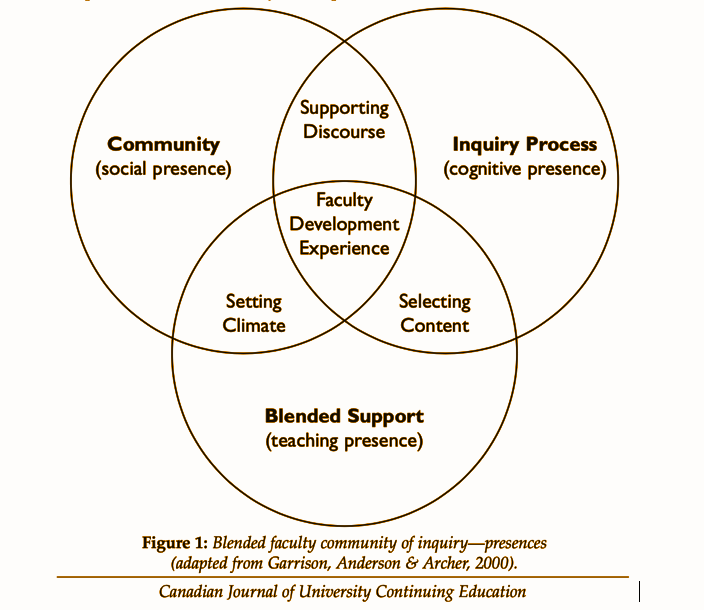 Supporting
Discourse
Community
(social presence)
Inquiry Process
(cognitive presence)
Faculty
Development
Experience
Setting
Climate
Selecting
Content
Blended Support
(teaching presence)
Figure 1: Blended faculty community of inquiry—presences
(adapted from Garrison, Anderson & Archer, 2000).
Canadian Journal of University Continuing Education